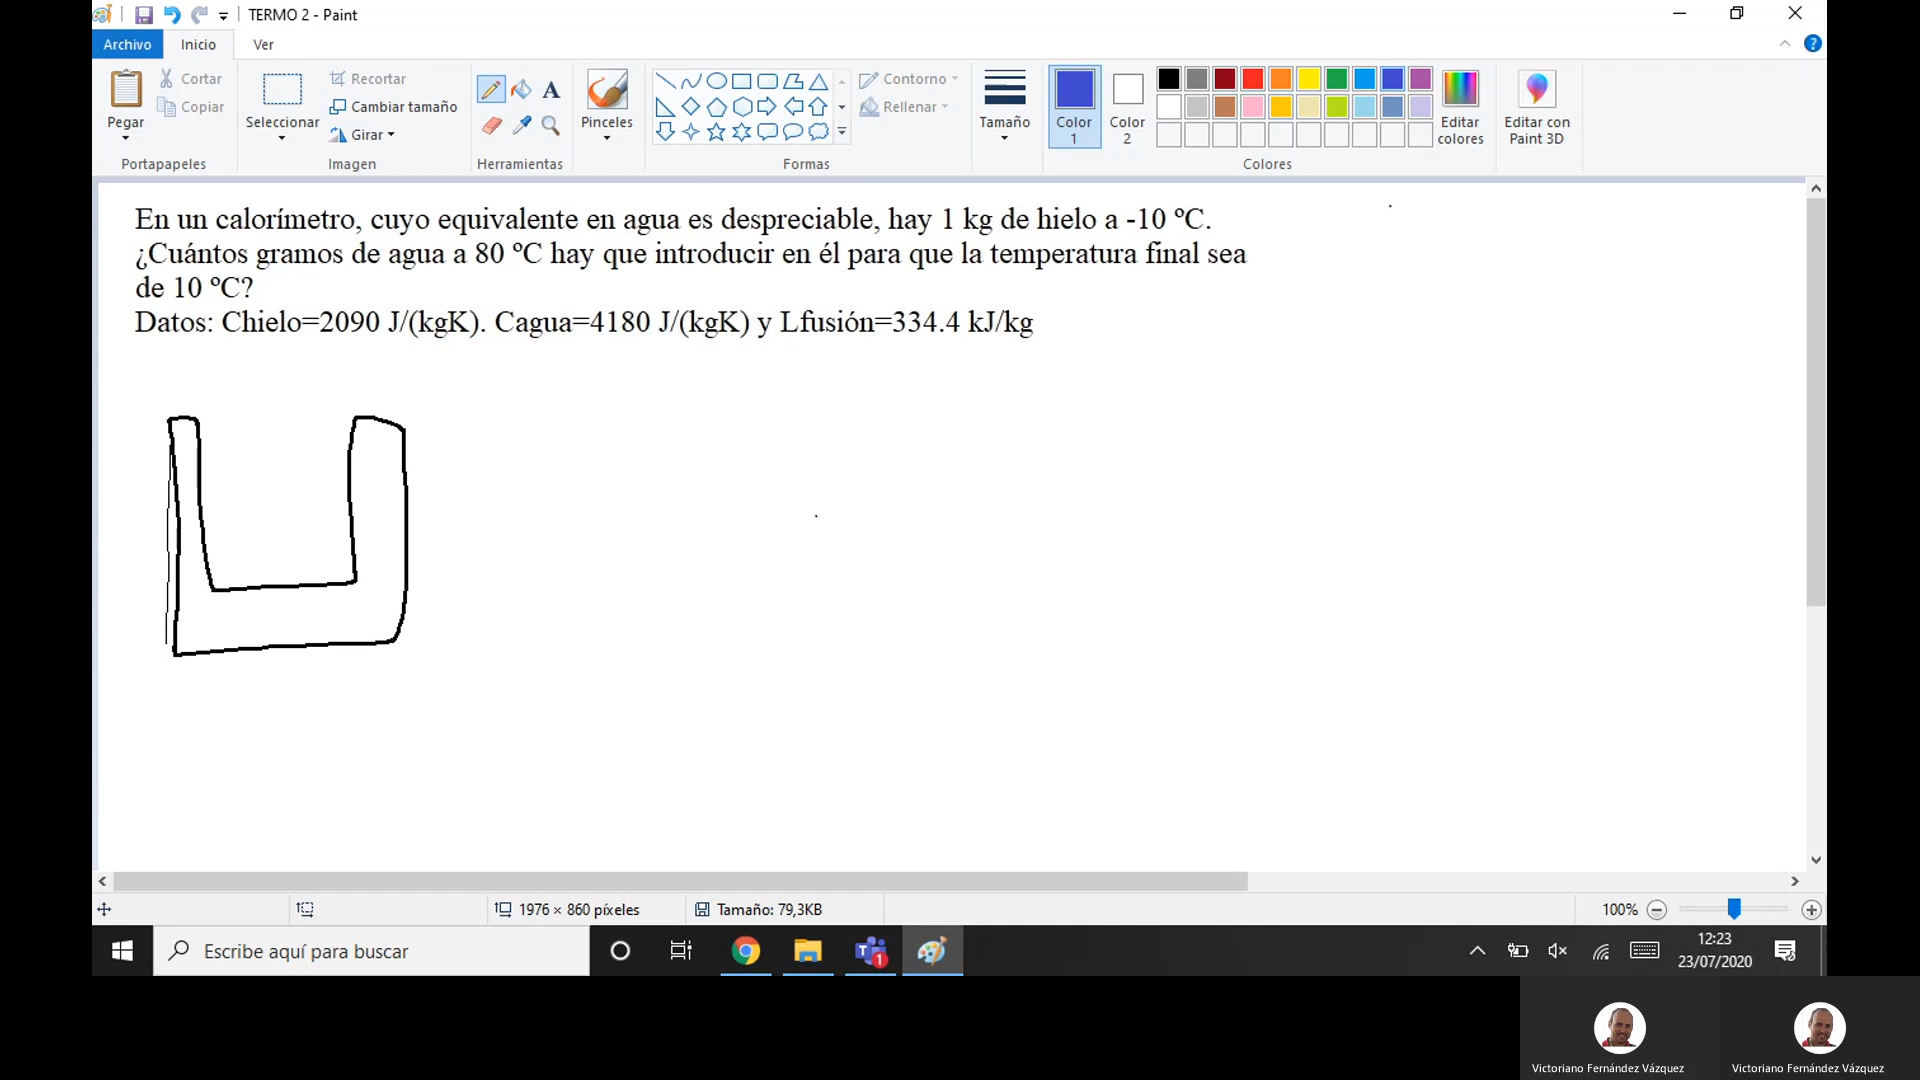 TERMO 2 - Paint
Archivo Inicio Ver
Pegar
Cortar
Copiar
Portapapeles
Seleccionar
Recortar
Cambiar tamaño
Girar
Imagen
A
Herramientas
Pinceles
Contorno
Rellenar
Formas
Tamaño
Color
1
Color
2
Editar
colores
Colores
Editar con
Paint 3D
En un calorímetro, cuyo equivalente en agua es despreciable, hay 1 kg de hielo a -10 ºC.
¿Cuántos gramos de agua a 80 ºC hay que introducir en él para que la temperatura final sea
de 10 ºC?
Datos: Chielo=2090 J/(kgK). Cagua=4180 J/(kgK) y Lfusión=334.4 kJ/kg
1976 × 860 píxeles
Tamaño: 79,3KB
100%
Escribe aquí para buscar
1
12:23
23/07/2020
Victoriano Fernández Vázquez
Victoriano Fernández Vázquez